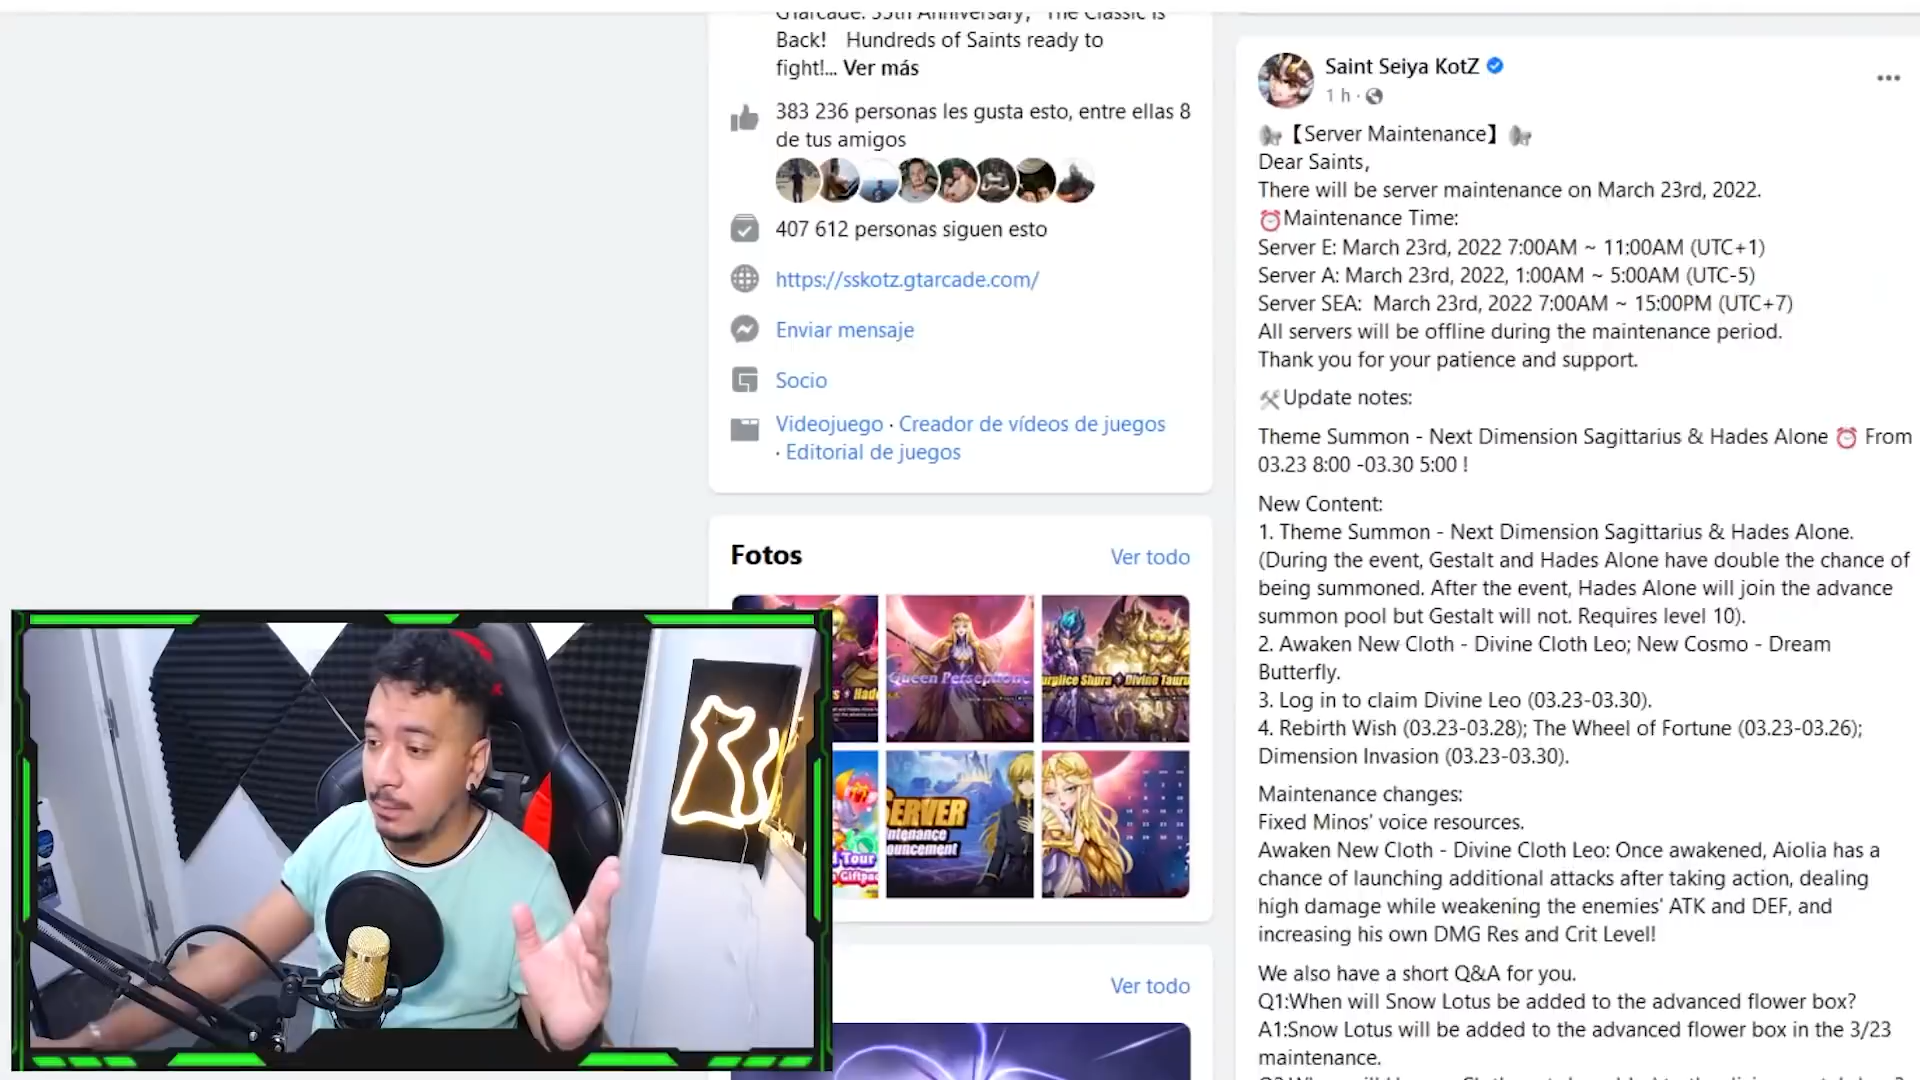 Gtarcade. 35th Anniversary, "The Classic is
Back! Hundreds of Saints ready to
fight!... Ver más
383 236 personas les gusta esto, entre ellas 8
de tus amigos
407 612 personas siguen esto
https://sskotz.gtarcade.com/
Enviar mensaje
Socio
Videojuego · Creador de vídeos de juegos
· Editorial de juegos
Fotos
Ver todo
Queen Persephone
urplice Shura + Divine Tauru
SERVER
intenance
ouncement
d Tour
Giftpac
Ver todo
Saint Seiya KotZ
1 h ·
【Server Maintenance】
Dear Saints,
There will be server maintenance on March 23rd, 2022.
Maintenance Time:
Server E: March 23rd, 2022 7:00AM ~ 11:00AM (UTC+1)
Server A: March 23rd, 2022, 1:00AM ~ 5:00AM (UTC-5)
Server SEA: March 23rd, 2022 7:00AM ~ 15:00PM (UTC+7)
All servers will be offline during the maintenance period.
Thank you for your patience and support.
Update notes:
Theme Summon - Next Dimension Sagittarius & Hades Alone From
03.23 8:00 -03.30 5:00 !
New Content:
1. Theme Summon - Next Dimension Sagittarius & Hades Alone.
(During the event, Gestalt and Hades Alone have double the chance of
being summoned. After the event, Hades Alone will join the advance
summon pool but Gestalt will not. Requires level 10).
2. Awaken New Cloth - Divine Cloth Leo; New Cosmo - Dream
Butterfly.
3. Log in to claim Divine Leo (03.23-03.30).
4. Rebirth Wish (03.23-03.28); The Wheel of Fortune (03.23-03.26);
Dimension Invasion (03.23-03.30).
Maintenance changes:
Fixed Minos' voice resources.
Awaken New Cloth - Divine Cloth Leo: Once awakened, Aiolia has a
chance of launching additional attacks after taking action, dealing
high damage while weakening the enemies' ATK and DEF, and
increasing his own DMG Res and Crit Level!
We also have a short Q&A for you.
Q1:When will Snow Lotus be added to the advanced flower box?
A1:Snow Lotus will be added to the advanced flower box in the 3/23
maintenance.